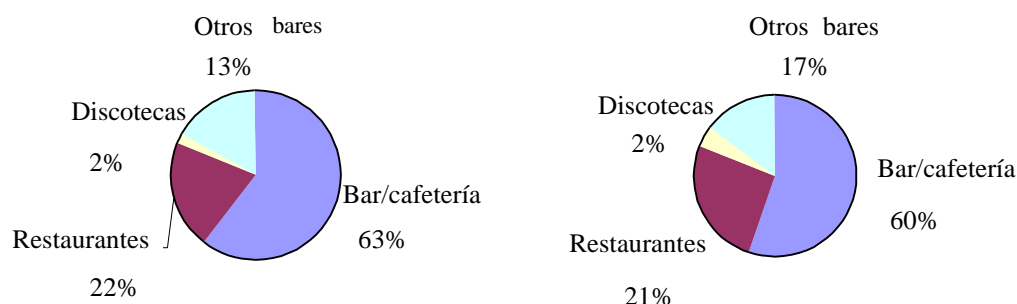 Otros bares
13%
Discotecas
2%
Bar/cafetería
63%
Restaurantes
22%
Otros bares
17%
Discotecas
2%
Bar/cafetería
60%
Restaurantes
21%